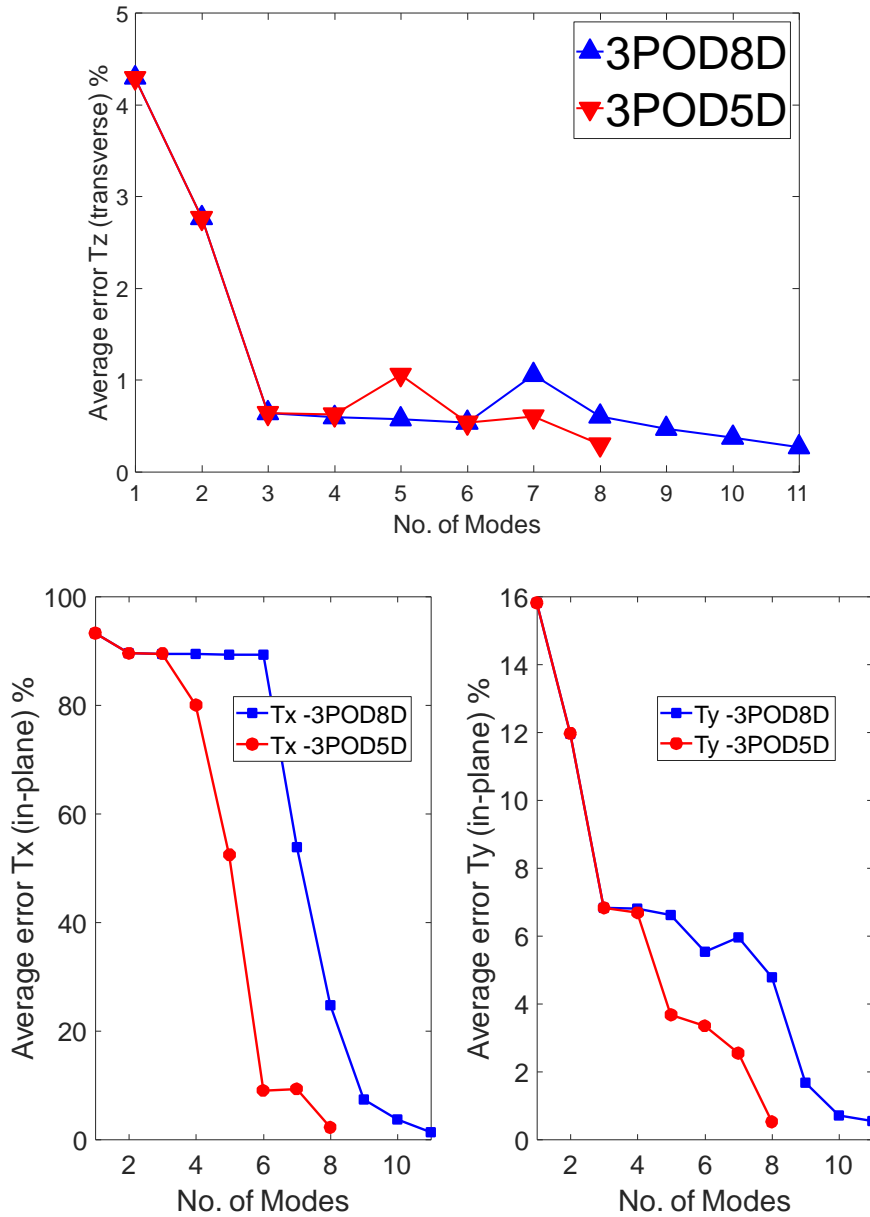 5
4
3
2
1
0
Average error Tz (transverse) %
3POD8D
3POD5D
1 2 3 4 5 6 7 8 9 10 11
No. of Modes
100
80
60
40
20
0
Average error Tx (in-plane) %
Tx -3POD8D
Tx -3POD5D
2 4 6 8 10
No. of Modes
16
14
12
10
8
6
4
2
0
Average error Ty (in-plane) %
Ty -3POD8D
Ty -3POD5D
2 4 6 8 10
No. of Modes